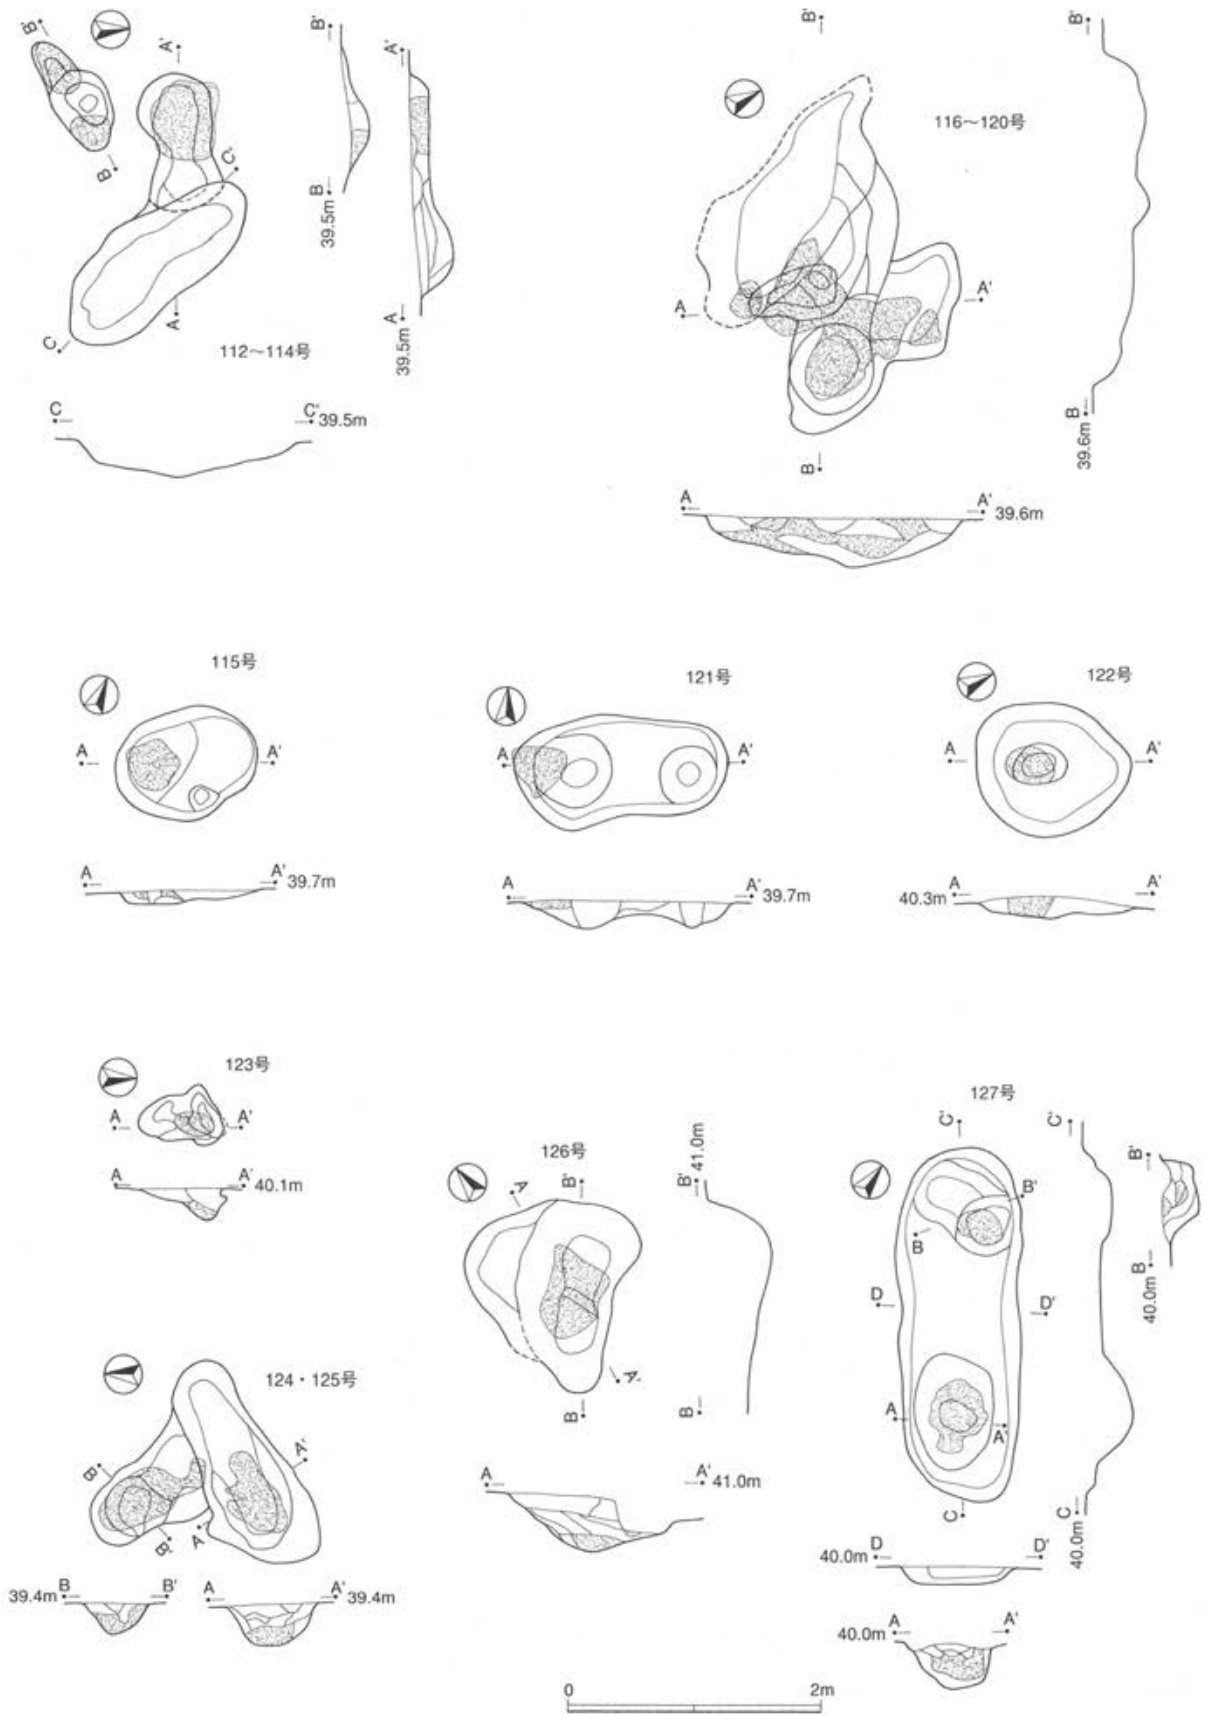 B' A' B' A' B' B'
116～120号
C' B B 39.5m
A A' A A'
C A A 39.5m
112～114号
B 39.6m
C C' 39.5m
B
A A' 39.6m
115号 121号 122号
A A' A A' A A'
A A' 39.7m A A' 39.7m 40.3m A A'
123号
A A'
A A' 40.1m
126号
A' B' B' 41.0m
127号
C' C' B'
B' B B 40.0m
D D'
124・125号
B A' A' B B
A A'
B' A
A A' 41.0m
C C 40.0m
40.0m D D'
39.4m B B' A A' 39.4m
40.0m A A'
0 2m